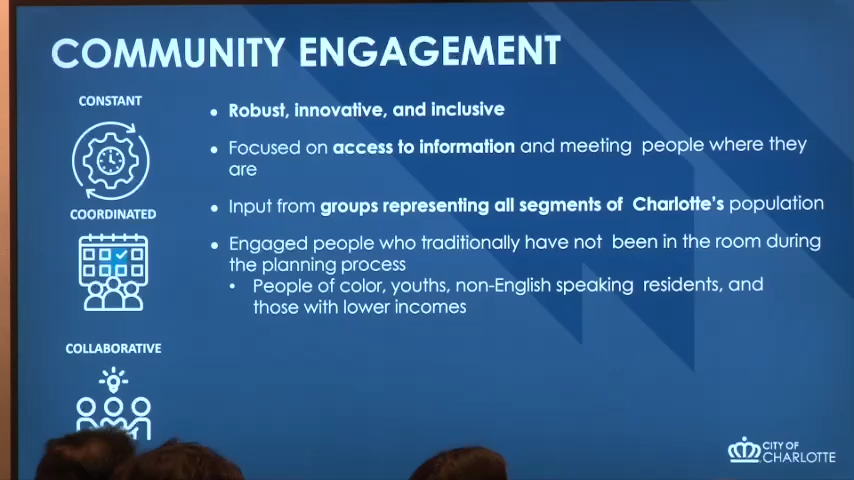 COMMUNITY ENGAGEMENT
CONSTANT
COORDINATED
COLLABORATIVE
• Robust, innovative, and inclusive
• Focused on access to information and meeting people where they
are
• Input from groups representing all segments of Charlotte's population
• Engaged people who traditionally have not been in the room during
the planning process
• People of color, youths, non-English speaking residents, and
those with lower incomes
CITY OF
CHARLOTTE